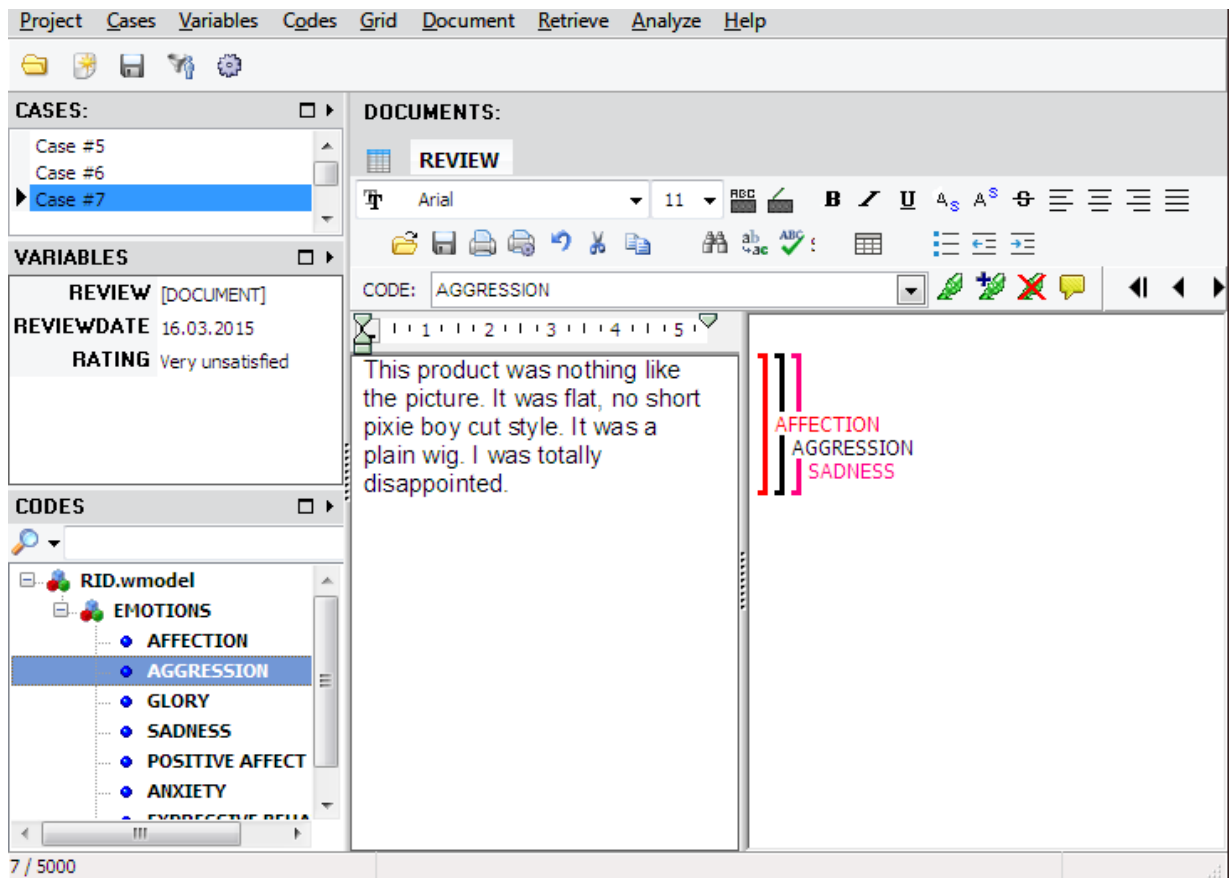 Project Cases Variables Codes Grid Document Retrieve Analyze Help
CASES:
Case #5
Case #6
Case #7
VARIABLES
REVIEW [DOCUMENT]
REVIEWDATE 16.03.2015
RATING Very unsatisfied
CODES
RID.wmodel
EMOTIONS
AFFECTION
AGGRESSION
GLORY
SADNESS
POSITIVE AFFECT
ANXIETY
7 / 5000
DOCUMENTS:
REVIEW
Arial 11
CODE: AGGRESSION
1 2 3 4 5
This product was nothing like
the picture. It was flat, no short
pixie boy cut style. It was a
plain wig. I was totally
disappointed.
AFFECTION
AGGRESSION
SADNESS